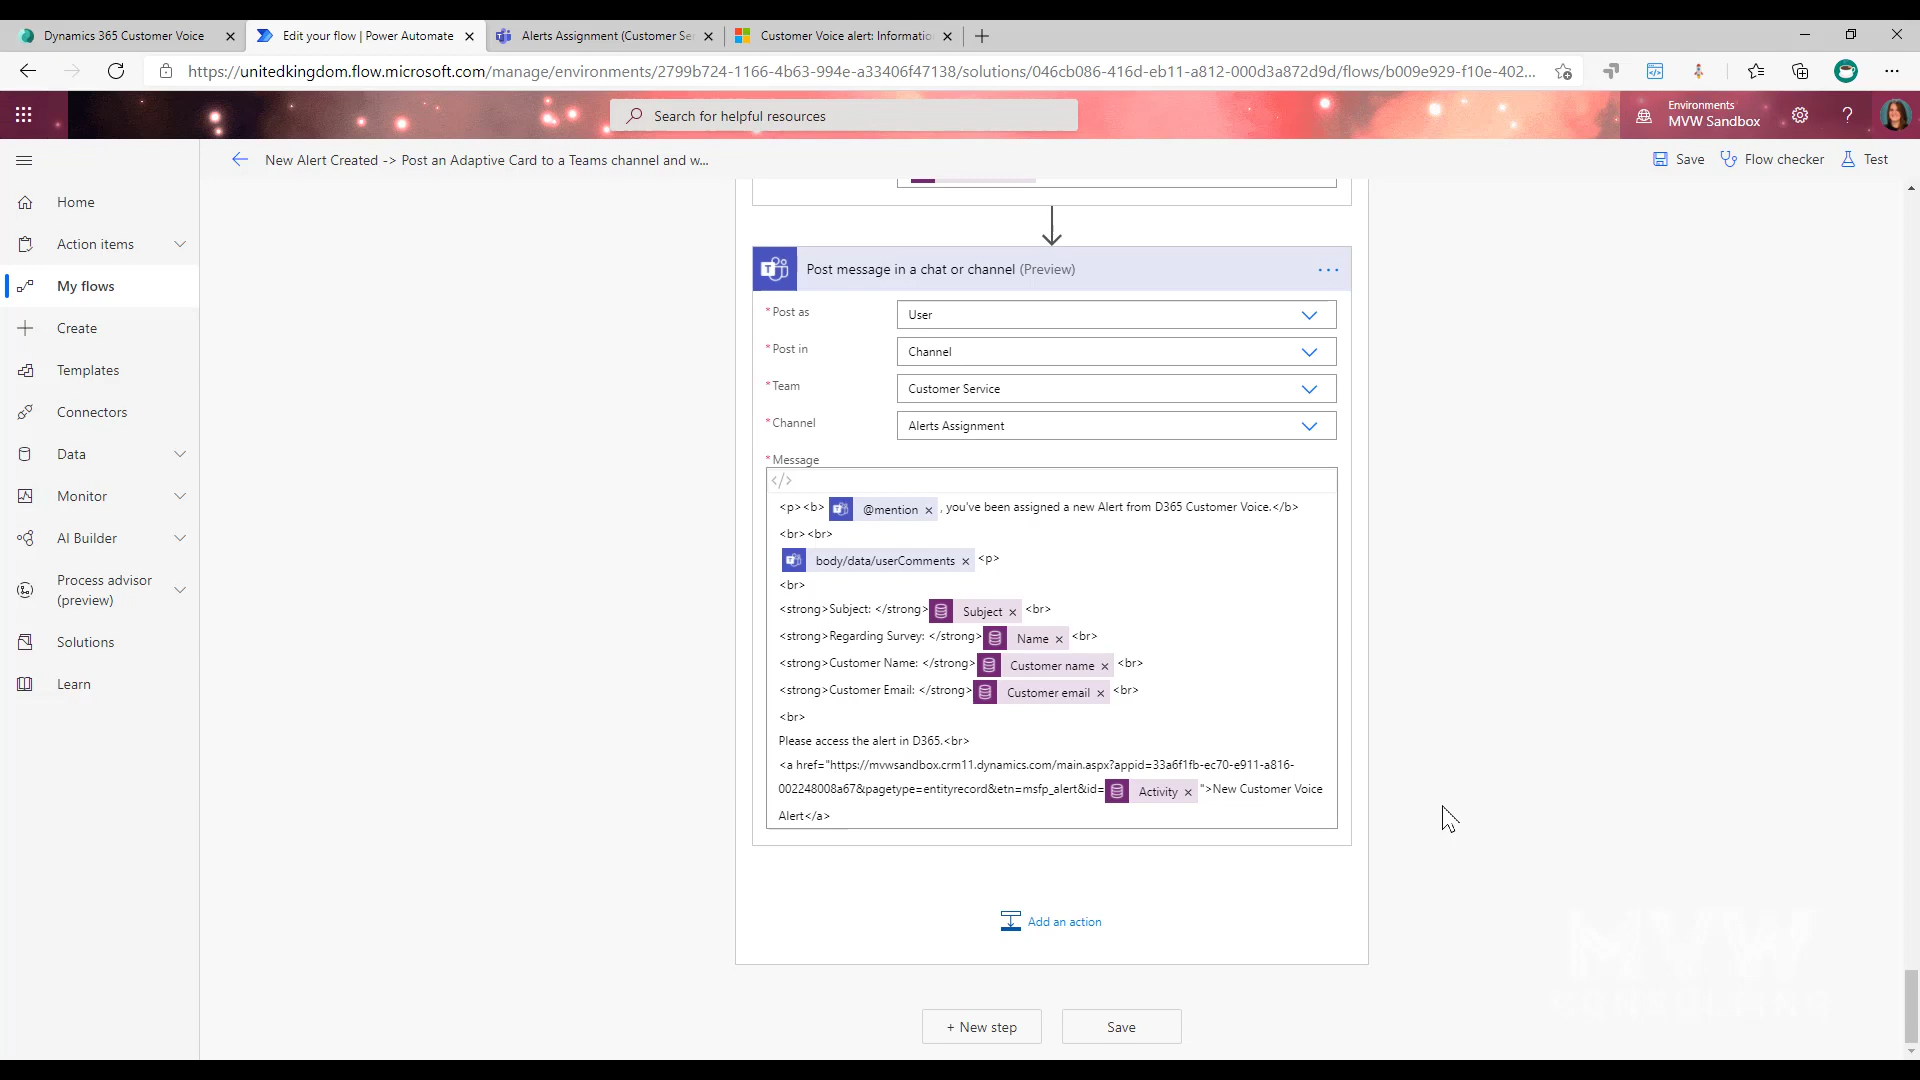 Dynamics 365 Customer Voice
Edit your flow | Power Automate
Alerts Assignment (Customer Se
Customer Voice alert: Informatio
https://unitedkingdom.flow.microsoft.com/manage/environments/2799b724-1166-4b63-994e-a33406f47138/solutions/046cb086-416d-eb11-a812-000d3a872d9d/flows/b009e929-f10e-402...
Search for helpful resources
Environments
MVW Sandbox
New Alert Created -> Post an Adaptive Card to a Teams channel and w...
Save
Flow checker
Test
Home
Action items
My flows
Create
Templates
Connectors
Data
Monitor
AI Builder
Process advisor
(preview)
Solutions
Learn
Post message in a chat or channel (Preview)
* Post as
User
* Post in
Channel
* Team
Customer Service
* Channel
Alerts Assignment
* Message
</>
<p><b> @mention × , you've been assigned a new Alert from D365 Customer Voice.</b>
<br><br>
body/data/userComments × <p>
<br>
<strong>Subject: </strong> Subject × <br>
<strong>Regarding Survey: </strong> Name × <br>
<strong>Customer Name: </strong> Customer name × <br>
<strong>Customer Email: </strong> Customer email × <br>
<br>
Please access the alert in D365.<br>
<a href="https://mvwsandbox.crm11.dynamics.com/main.aspx?appid=33a6f1fb-ec70-e911-a816-
002248008a67&pagetype=entityrecord&etn=msfp_alert&id= Activity × ">New Customer Voice
Alert</a>
Add an action
+ New step
Save
MVW
CONSULTING